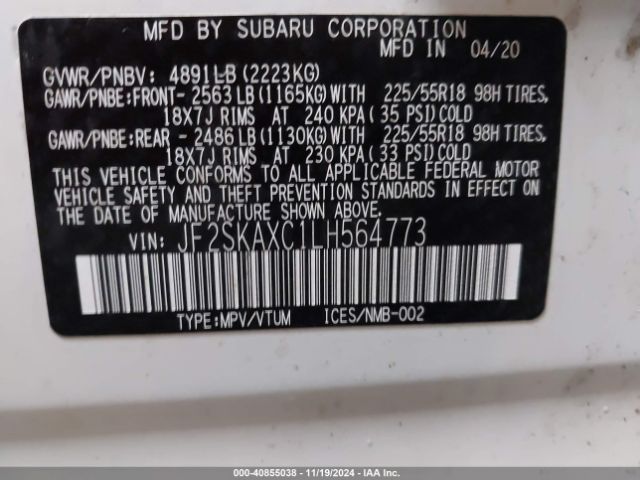 MFD BY SUBARU CORPORATION
MFD IN 04/20
GVWR/PNBV: 4891LB (2223KG)
GAWR/PNBE:FRONT- 2563 LB (1165KG) WITH 225/55R18 98H TIRES,
18X7J RIMS AT 240 KPA ( 35 PSI) COLD
GAWR/PNBE:REAR - 2486 LB (1130KG) WITH 225/55R18 98H TIRES,
18X7J RIMS AT 230 KPA ( 33 PSI) COLD
THIS VEHICLE CONFORMS TO ALL APPLICABLE FEDERAL MOTOR
VEHICLE SAFETY AND THEFT PREVENTION STANDARDS IN EFFECT ON
THE DATE OF MANUFACTURE SHOWN ABOVE.
VIN: JF2SKAXC1LH564773
TYPE:MPV/VTUM ICES/NMB-002
000-40855038 - 11/19/2024 - IAA Inc.